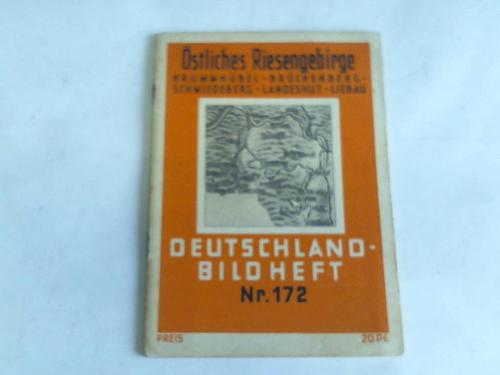 Östliches Riesengebirge
KRUMMHÜBEL - BRÜCKENBERG -
SCHMIEDEBERG - LANDESHUT - LIEBAU
DEUTSCHLAND-
BILDHEFT
Nr. 172
PREIS 20 Pf.